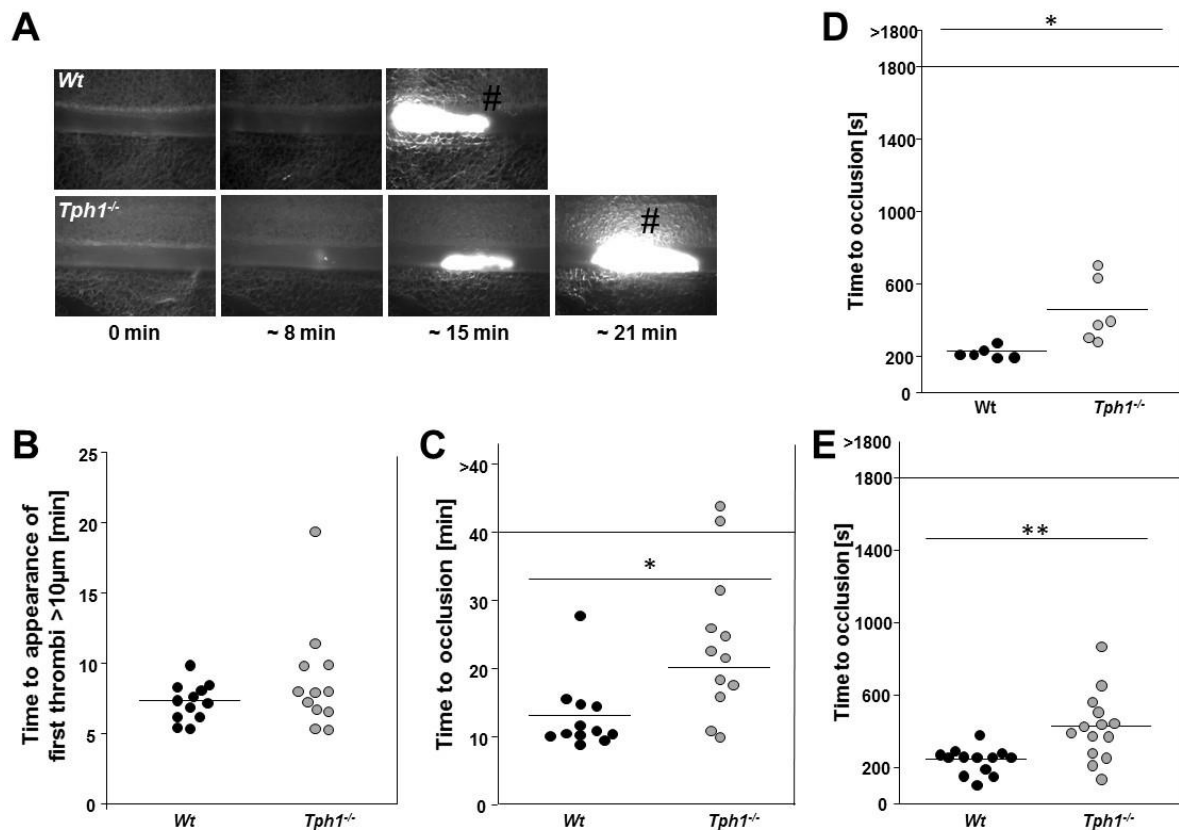 A
Wt
#
Tph1-/-
#
0 min
~ 8 min
~ 15 min
~ 21 min
B
Time to appearance of
first thrombi >10µm [min]
25
20
15
10
5
0
Wt
Tph1-/-
C
Time to occlusion [min]
>40
40
30
20
10
0
*
Wt
Tph1-/-
D
Time to occlusion [s]
>1800
1800
1400
1000
600
200
0
*
Wt
Tph1-/-
E
Time to occlusion [s]
>1800
1800
1400
1000
600
200
0
**
Wt
Tph1-/-